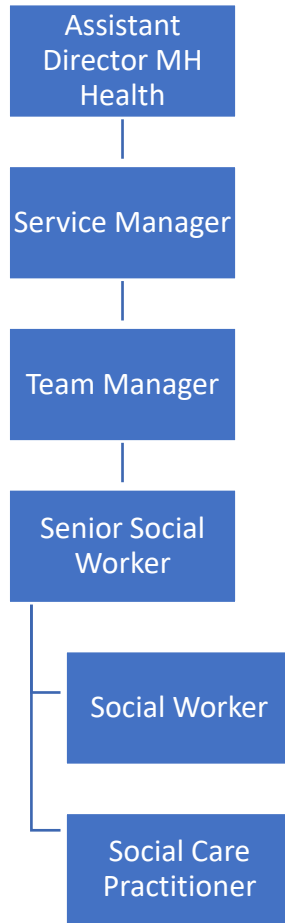 Assistant
Director MH
Health
Service Manager
Team Manager
Senior Social
Worker
Social Worker
Social Care
Practitioner